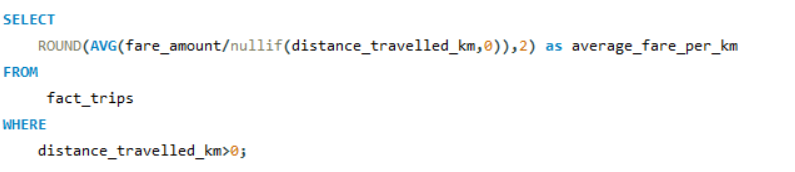 SELECT
ROUND(AVG(fare_amount/nullif(distance_travelled_km,0)),2) as average_fare_per_km
FROM
fact_trips
WHERE
distance_travelled_km>0;